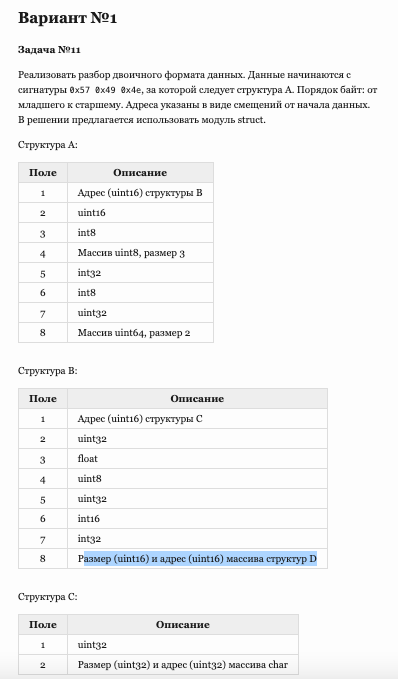 Вариант №1
Задача №11
Реализовать разбор двоичного формата данных. Данные начинаются с
сигнатуры 0x57 0x49 0x4e, за которой следует структура A. Порядок байт: от
младшего к старшему. Адреса указаны в виде смещений от начала данных.
В решении предлагается использовать модуль struct.
Структура A:
Поле Описание
1 Адрес (uint16) структуры B
2 uint16
3 int8
4 Массив uint8, размер 3
5 int32
6 int8
7 uint32
8 Массив uint64, размер 2
Структура B:
Поле Описание
1 Адрес (uint16) структуры C
2 uint32
3 float
4 uint8
5 uint32
6 int16
7 int32
8 Размер (uint16) и адрес (uint16) массива структур D
Структура C:
Поле Описание
1 uint32
2 Размер (uint32) и адрес (uint32) массива char